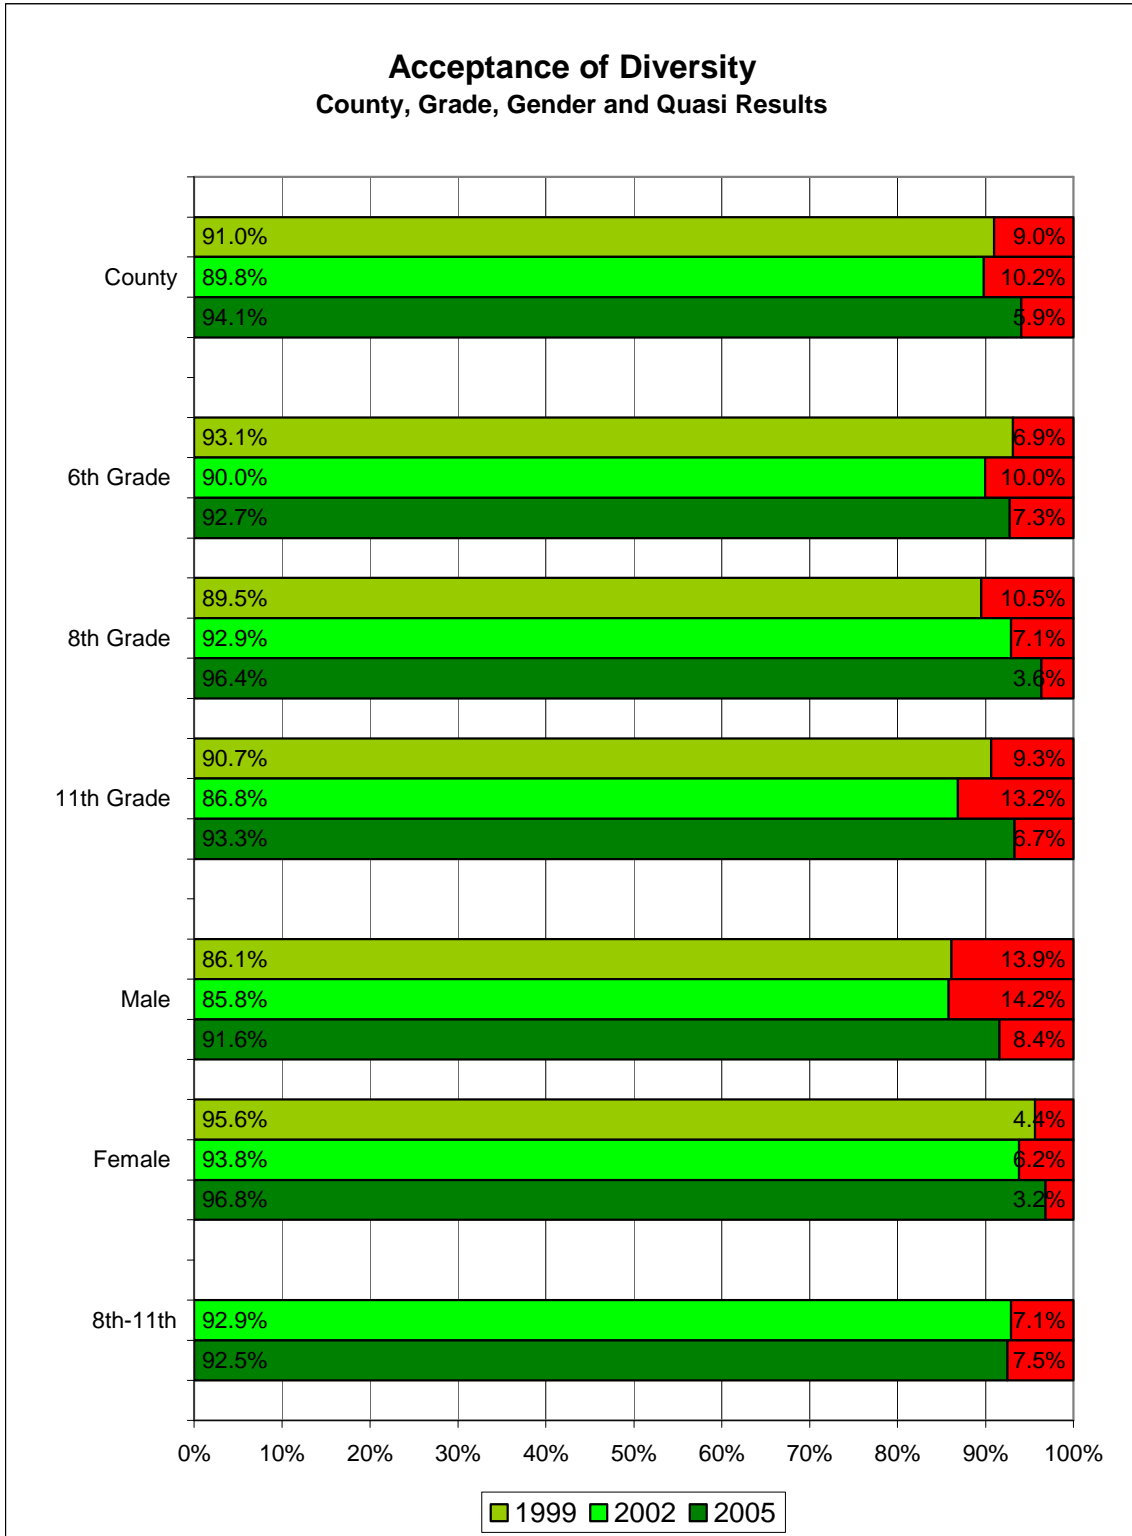 Acceptance of Diversity
County, Grade, Gender and Quasi Results
91.0% 9.0%
County 89.8% 10.2%
94.1% 5.9%
93.1% 6.9%
6th Grade 90.0% 10.0%
92.7% 7.3%
89.5% 10.5%
8th Grade 92.9% 7.1%
96.4% 3.6%
90.7% 9.3%
11th Grade 86.8% 13.2%
93.3% 6.7%
86.1% 13.9%
Male 85.8% 14.2%
91.6% 8.4%
95.6% 4.4%
Female 93.8% 6.2%
96.8% 3.2%
8th-11th 92.9% 7.1%
92.5% 7.5%
0% 10% 20% 30% 40% 50% 60% 70% 80% 90% 100%
1999 2002 2005